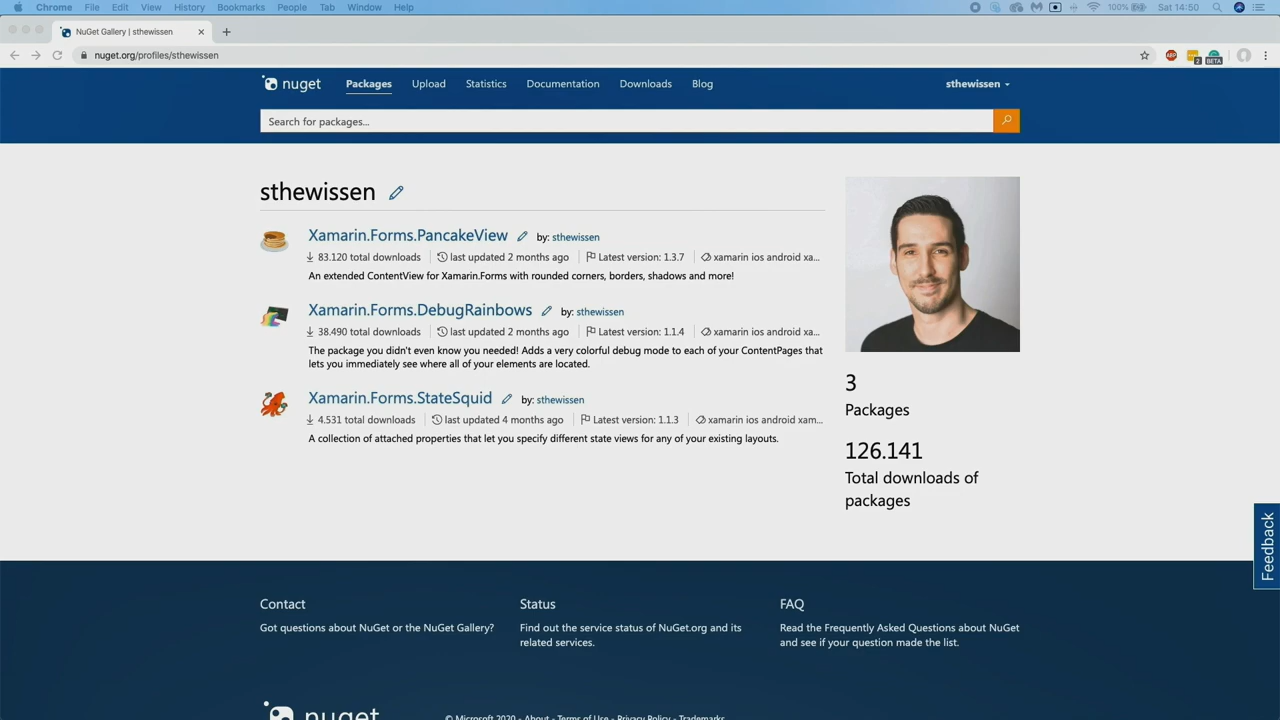 Chrome File Edit View History Bookmarks People Tab Window Help 100% Sat 14:50
NuGet Gallery | sthewissen
nuget.org/profiles/sthewissen
ABP 2 BETA
nuget Packages Upload Statistics Documentation Downloads Blog sthewissen
Search for packages...
sthewissen
Xamarin.Forms.PancakeView by: sthewissen
83.120 total downloads last updated 2 months ago Latest version: 1.3.7 xamarin ios android xa...
An extended ContentView for Xamarin.Forms with rounded corners, borders, shadows and more!
Xamarin.Forms.DebugRainbows by: sthewissen
38.490 total downloads last updated 2 months ago Latest version: 1.1.4 xamarin ios android xa...
The package you didn't even know you needed! Adds a very colorful debug mode to each of your ContentPages that
lets you immediately see where all of your elements are located.
Xamarin.Forms.StateSquid by: sthewissen
4.531 total downloads last updated 4 months ago Latest version: 1.1.3 xamarin ios android xam...
A collection of attached properties that let you specify different state views for any of your existing layouts.
3
Packages
126.141
Total downloads of
packages
Feedback
Contact
Got questions about NuGet or the NuGet Gallery?
Status
Find out the service status of NuGet.org and its
related services.
FAQ
Read the Frequently Asked Questions about NuGet
and see if your question made the list.
nuget
© Microsoft 2020 - About - Terms of Use - Privacy Policy - Trademarks